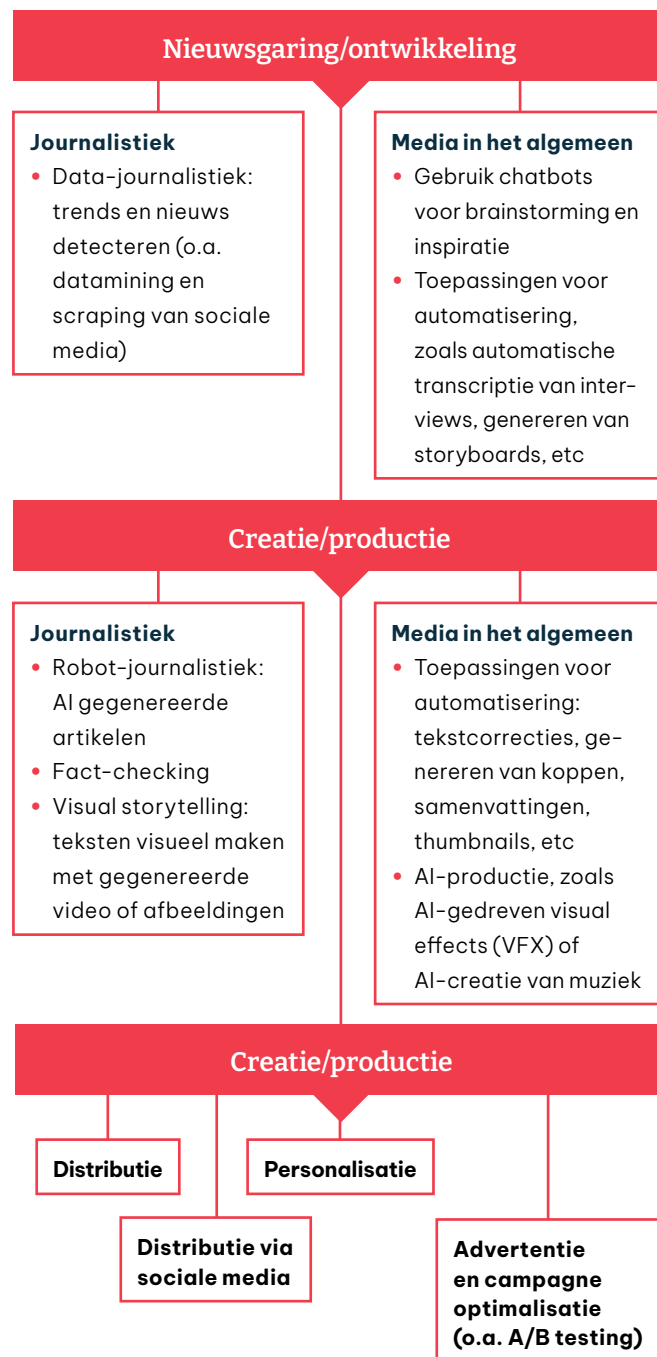 Nieuwsgaring/ontwikkeling
Journalistiek
• Data-journalistiek:
trends en nieuws
detecteren (o.a.
datamining en
scraping van sociale
media)
Media in het algemeen
• Gebruik chatbots
voor brainstorming en
inspiratie
• Toepassingen voor
automatisering,
zoals automatische
transcriptie van inter-
views, genereren van
storyboards, etc
Creatie/productie
Journalistiek
• Robot-journalistiek:
AI gegenereerde
artikelen
• Fact-checking
• Visual storytelling:
teksten visueel maken
met gegenereerde
video of afbeeldingen
Media in het algemeen
• Toepassingen voor
automatisering:
tekstcorrecties, ge-
nereren van koppen,
samenvattingen,
thumbnails, etc
• AI-productie, zoals
AI-gedreven visual
effects (VFX) of
AI-creatie van muziek
Creatie/productie
Distributie
Personalisatie
Distributie via
sociale media
Advertentie
en campagne
optimalisatie
(o.a. A/B testing)